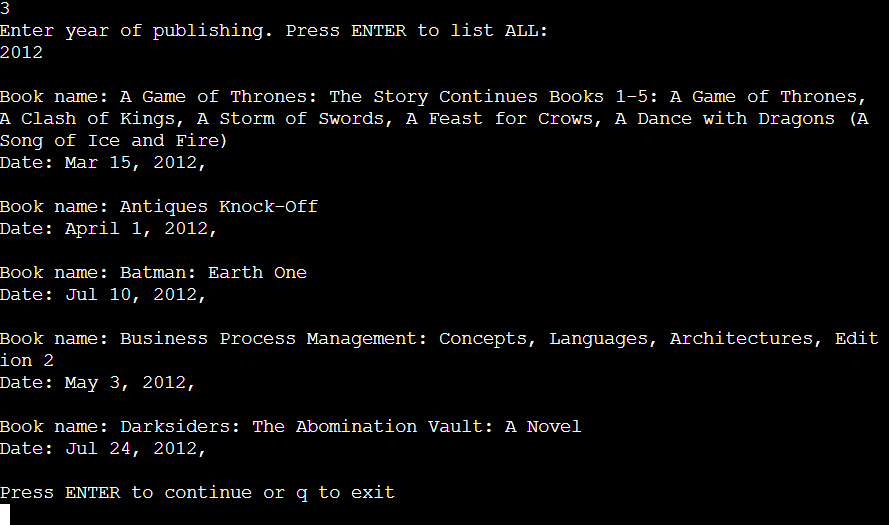 3
Enter year of publishing. Press ENTER to list ALL:
2012
Book name: A Game of Thrones: The Story Continues Books 1-5: A Game of Thrones,
A Clash of Kings, A Storm of Swords, A Feast for Crows, A Dance with Dragons (A
Song of Ice and Fire)
Date: Mar 15, 2012,
Book name: Antiques Knock-Off
Date: April 1, 2012,
Book name: Batman: Earth One
Date: Jul 10, 2012,
Book name: Business Process Management: Concepts, Languages, Architectures, Edit
ion 2
Date: May 3, 2012,
Book name: Darksiders: The Abomination Vault: A Novel
Date: Jul 24, 2012,
Press ENTER to continue or q to exit